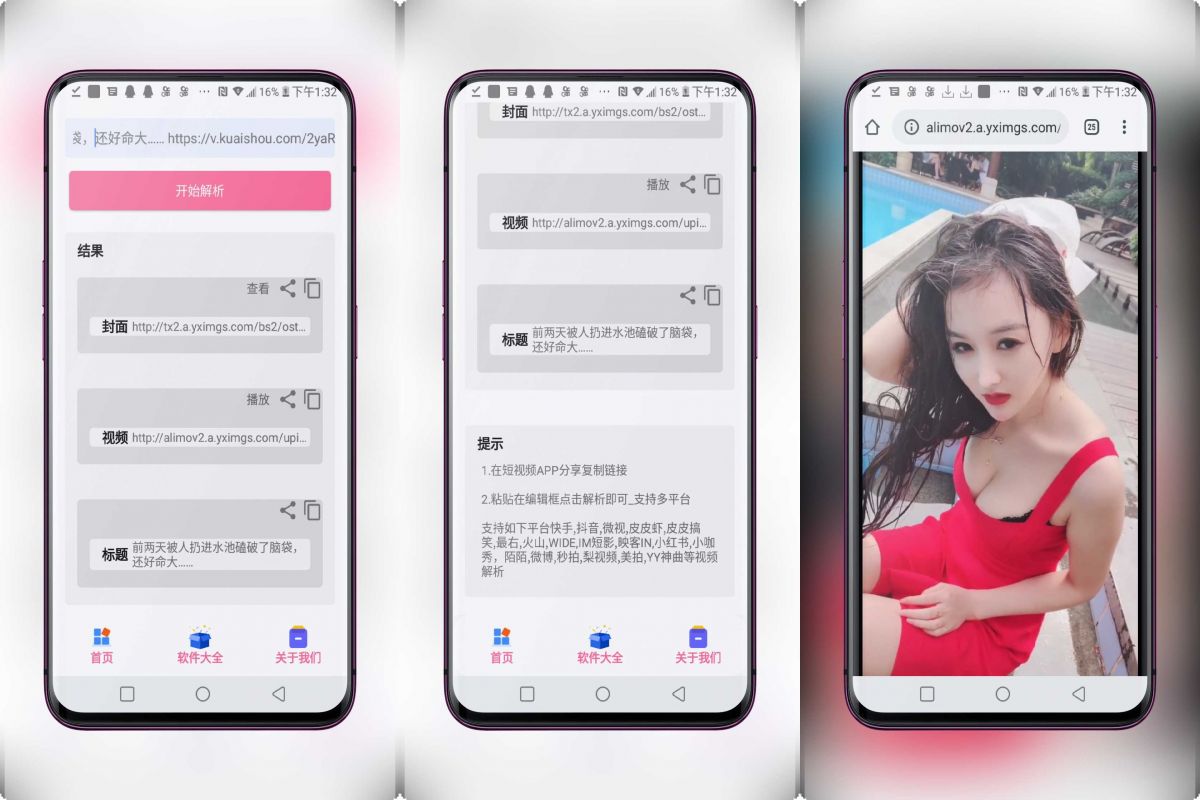 16% 下午1:32
袋，还好命大…… https://v.kuaishou.com/2yaR
开始解析
结果
查看
封面 http://tx2.a.yximgs.com/bs2/ost...
播放
视频 http://alimov2.a.yximgs.com/upi...
标题 前两天被人扔进水池磕破了脑袋，
还好命大……
首页 软件大全 关于我们
16% 下午1:32
封面 http://tx2.a.yximgs.com/bs2/ost...
播放
视频 http://alimov2.a.yximgs.com/upi...
标题 前两天被人扔进水池磕破了脑袋，
还好命大……
提示
1.在短视频APP分享复制链接
2.粘贴在编辑框点击解析即可_支持多平台
支持如下平台快手,抖音,微视,皮皮虾,皮皮搞
笑,最右,火山,WIDE,IM短影,映客IN,小红书,小咖
秀，陌陌,微博,秒拍,梨视频,美拍,YY神曲等视频
解析
首页 软件大全 关于我们
16% 下午1:32
alimov2.a.yximgs.com/ 25